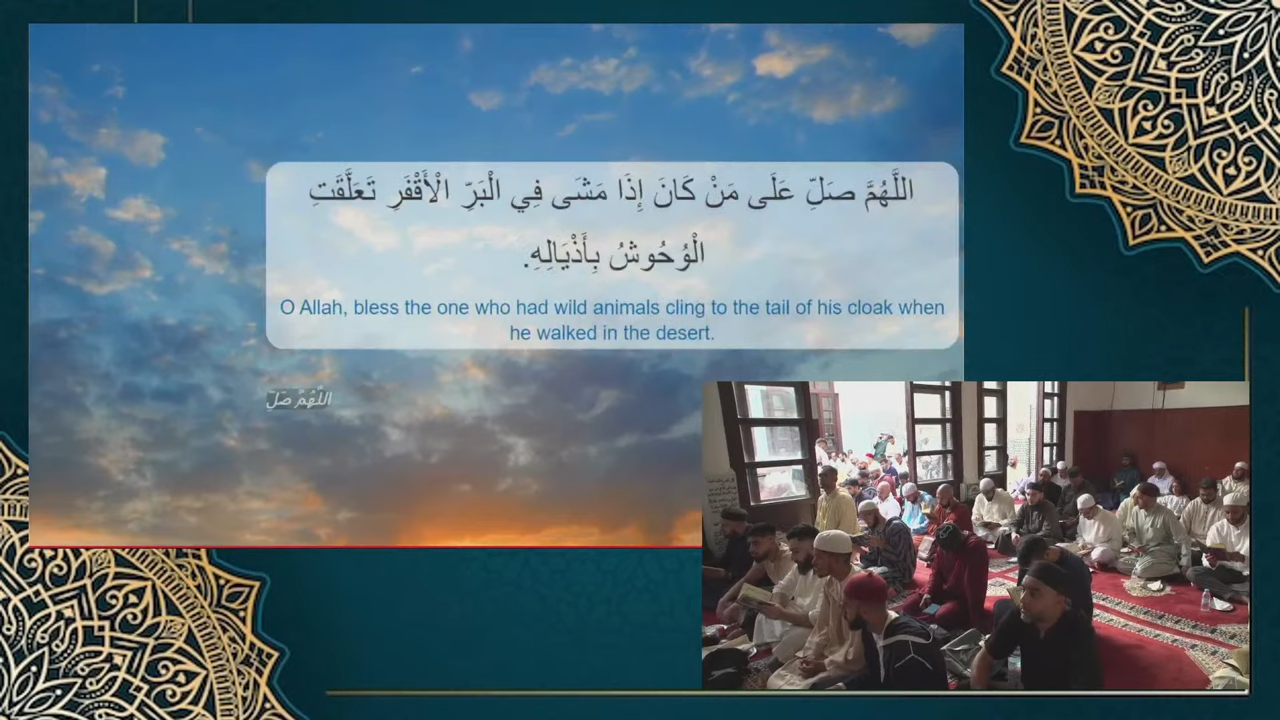 اللَّهُمَّ صَلِّ عَلَى مَنْ كَانَ إِذَا مَشَى فِي الْبَرِّ الْأَقْفَرِ تَعَلَّقَتِ
الْوُحُوشُ بِأَذْيَالِهِ.
O Allah, bless the one who had wild animals cling to the tail of his cloak when
he walked in the desert.
اللَّهُمَّ صَلِّ